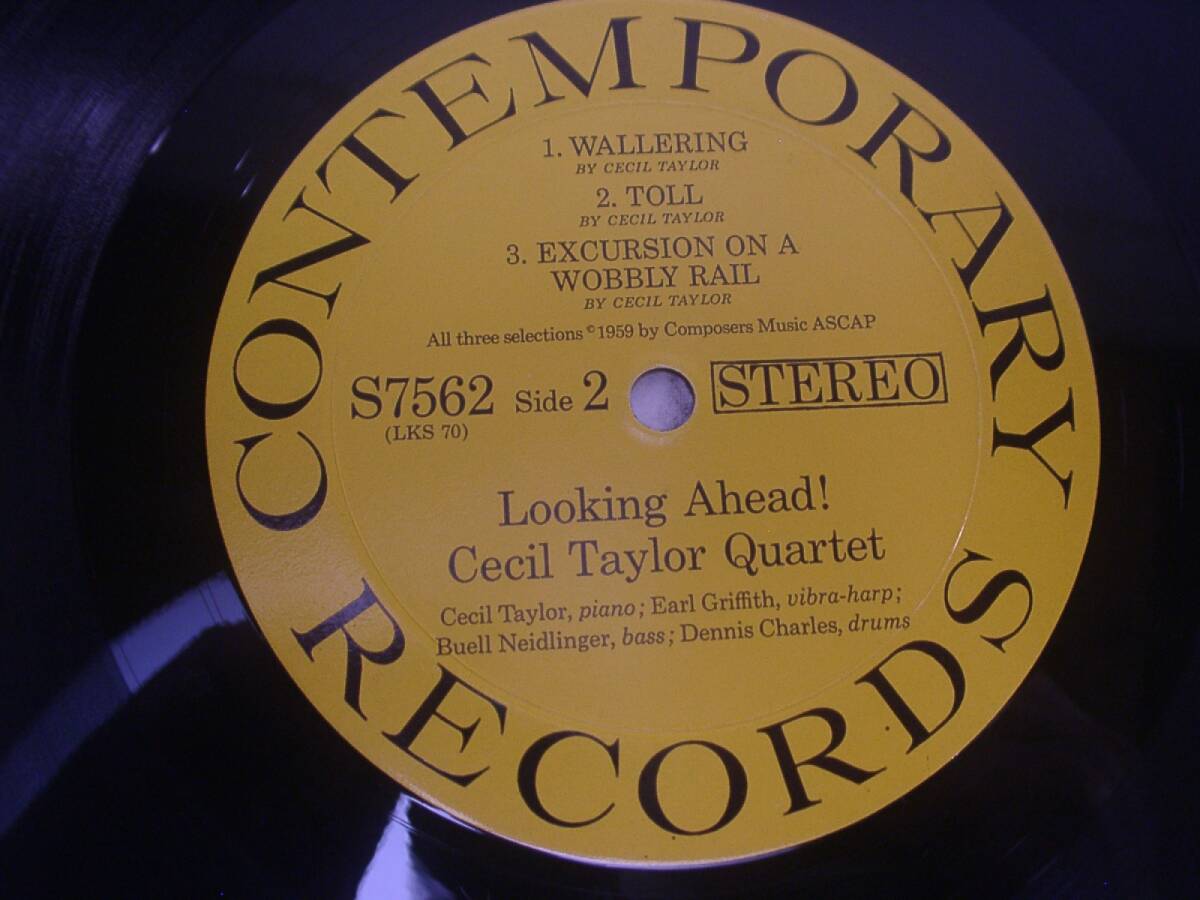 CONTEMPORARY
1. WALLERING
BY CECIL TAYLOR
2. TOLL
BY CECIL TAYLOR
3. EXCURSION ON A
WOBBLY RAIL
BY CECIL TAYLOR
All three selections ©1959 by Composers Music ASCAP
S7562 Side 2 STEREO
(LKS 70)
Looking Ahead!
Cecil Taylor Quartet
Cecil Taylor, piano; Earl Griffith, vibra-harp;
Buell Neidlinger, bass; Dennis Charles, drums
RECORDS